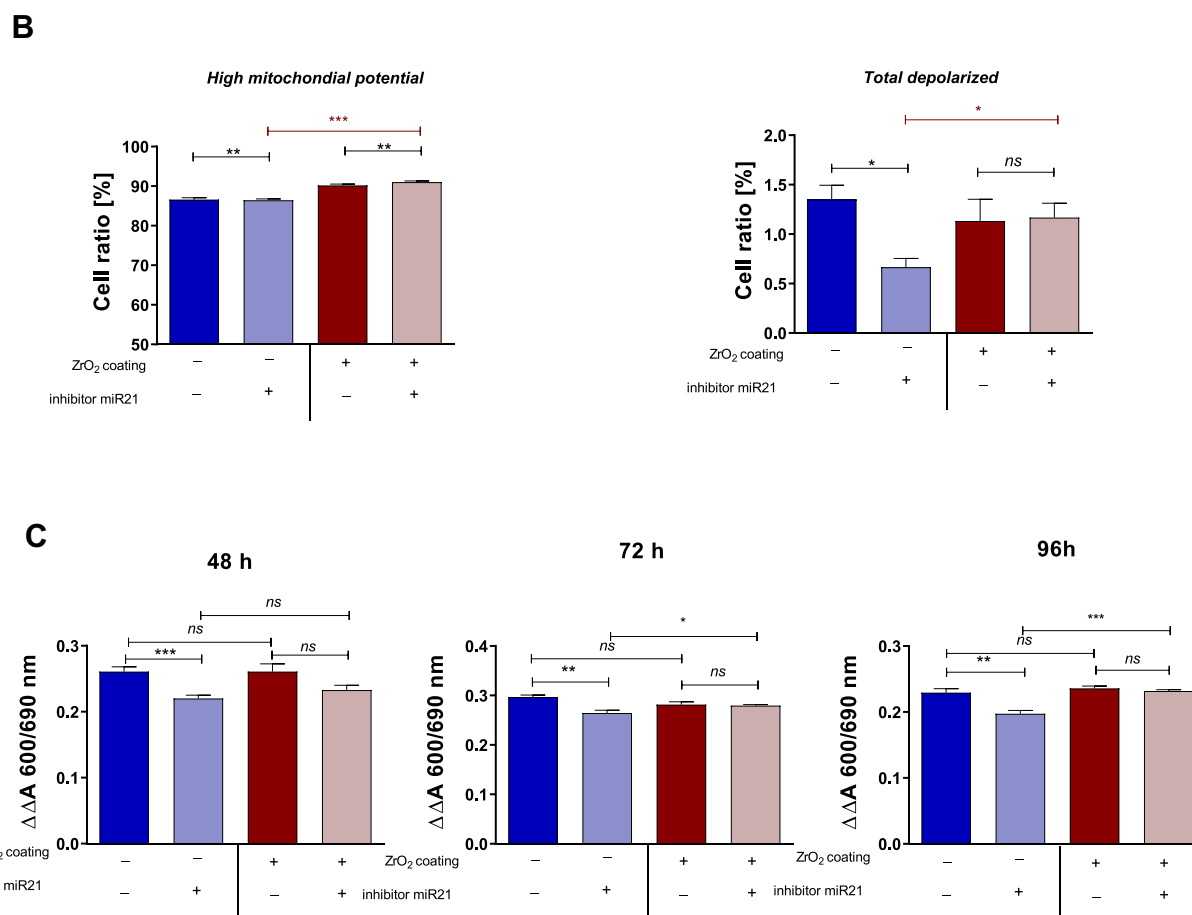 B
High mitochondial potential
Total depolarized
***
*
** **
* ns
Cell ratio [%]
100
90
80
70
60
50
Cell ratio [%]
2.0
1.5
1.0
0.5
0.0
ZrO2 coating – – + +
inhibitor miR21 – + – +
ZrO2 coating – – + +
inhibitor miR21 – + – +
C
48 h
72 h
96h
ns
ns
*** ns
ΔΔA 600/690 nm
0.3
0.2
0.1
0.0
*
ns
** ns
ΔΔA 600/690 nm
0.4
0.3
0.2
0.1
0.0
***
ns
** ns
ΔΔA 600/690 nm
0.3
0.2
0.1
0.0
2 coating – – + +
miR21 – + – +
ZrO2 coating – – + +
inhibitor miR21 – + – +
ZrO2 coating – – + +
inhibitor miR21 – + – +